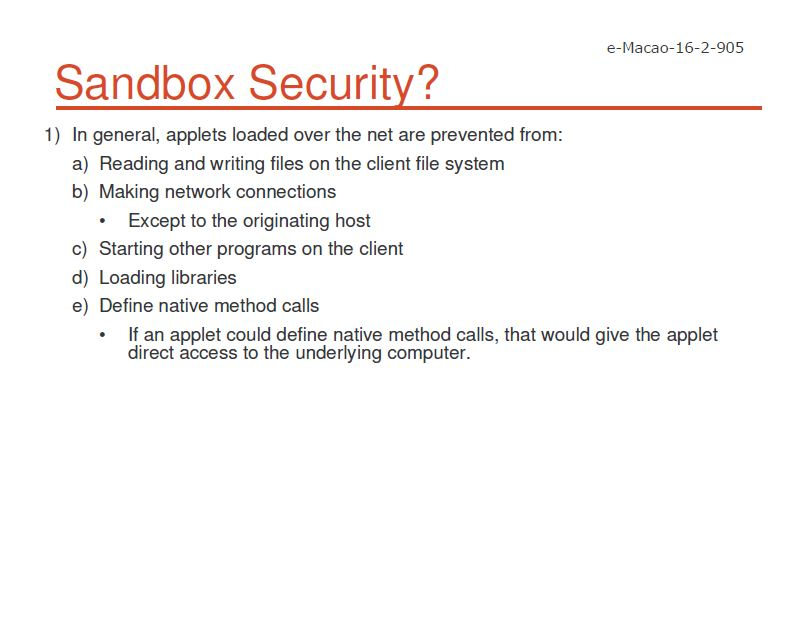 e-Macao-16-2-905
Sandbox Security?
1) In general, applets loaded over the net are prevented from:
a) Reading and writing files on the client file system
b) Making network connections
• Except to the originating host
c) Starting other programs on the client
d) Loading libraries
e) Define native method calls
• If an applet could define native method calls, that would give the applet
direct access to the underlying computer.